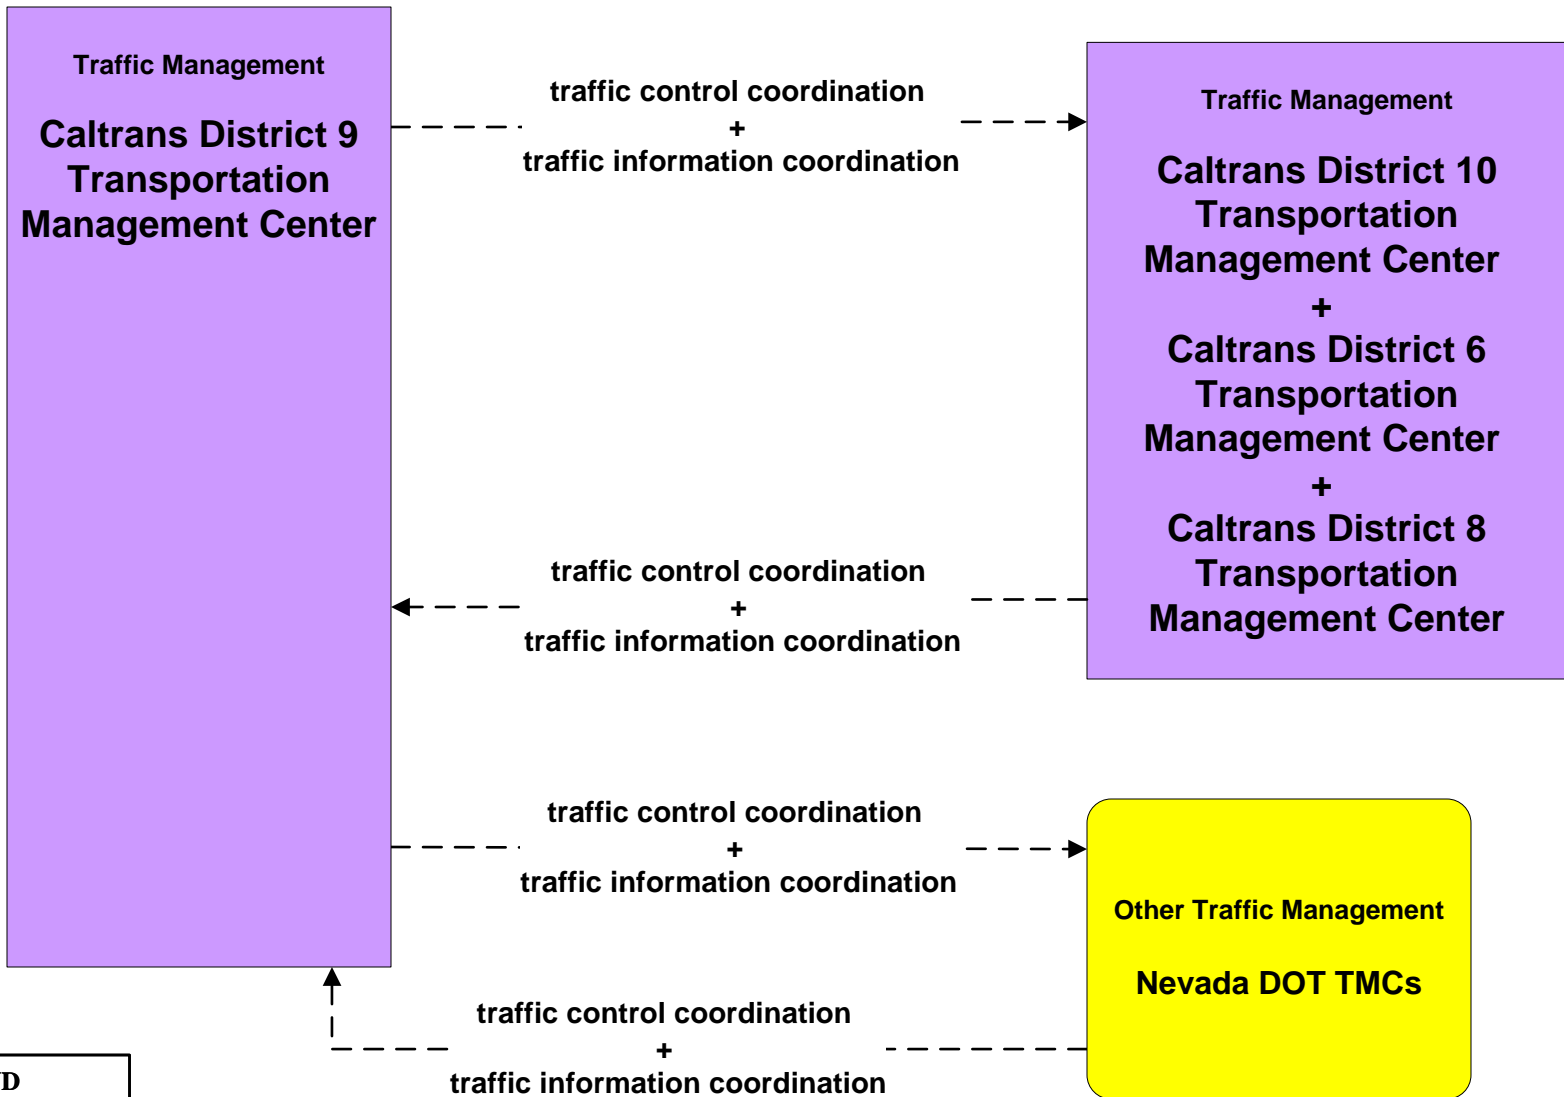 Traffic Management
Caltrans District 9
Transportation
Management Center
traffic control coordination
+
traffic information coordination
Traffic Management
Caltrans District 10
Transportation
Management Center
+
Caltrans District 6
Transportation
Management Center
+
Caltrans District 8
Transportation
Management Center
traffic control coordination
+
traffic information coordination
traffic control coordination
+
traffic information coordination
Other Traffic Management
Nevada DOT TMCs
traffic control coordination
+
traffic information coordination